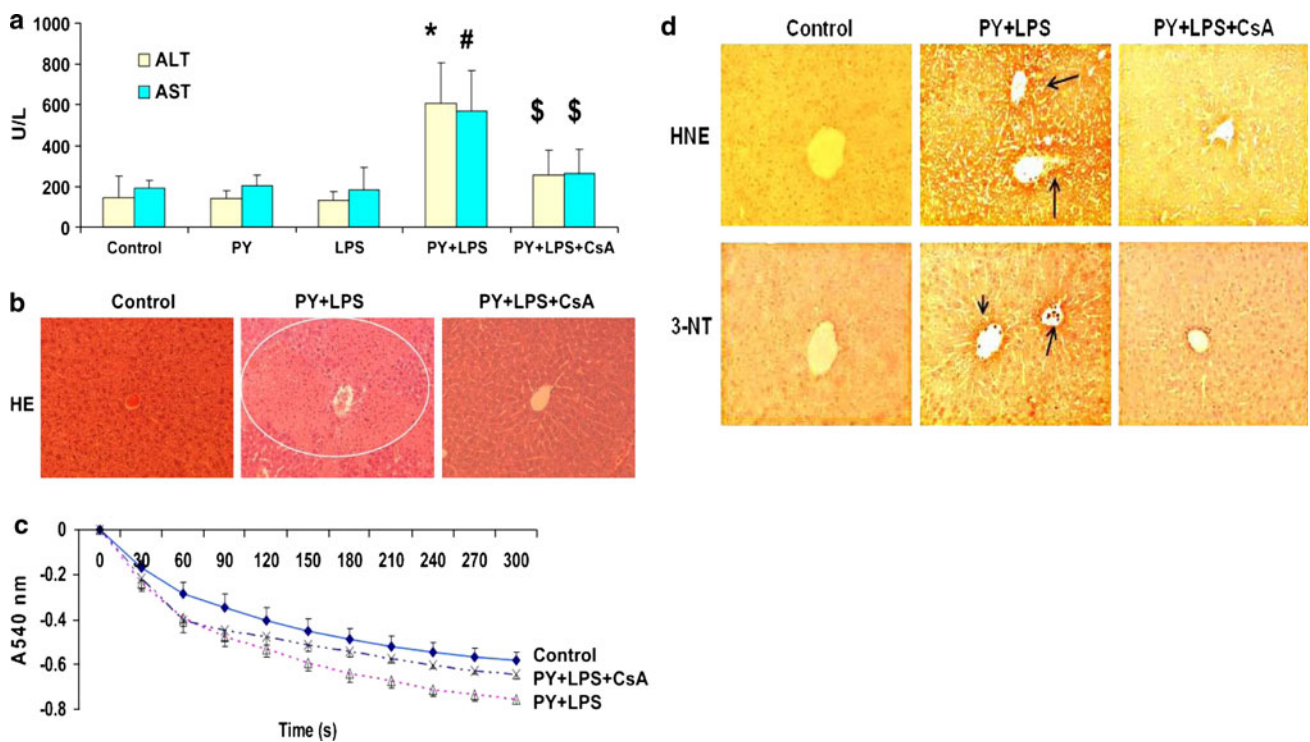 a
1000
800
600
400
200
0
U/L
ALT
AST
*
#
$
$
Control
PY
LPS
PY+LPS
PY+LPS+CsA
b
Control
PY+LPS
PY+LPS+CsA
HE
c
0
-0.2
-0.4
-0.6
-0.8
A540 nm
0 30 60 90 120 150 180 210 240 270 300
Control
PY+LPS+CsA
PY+LPS
Time (s)
d
Control
PY+LPS
PY+LPS+CsA
HNE
3-NT